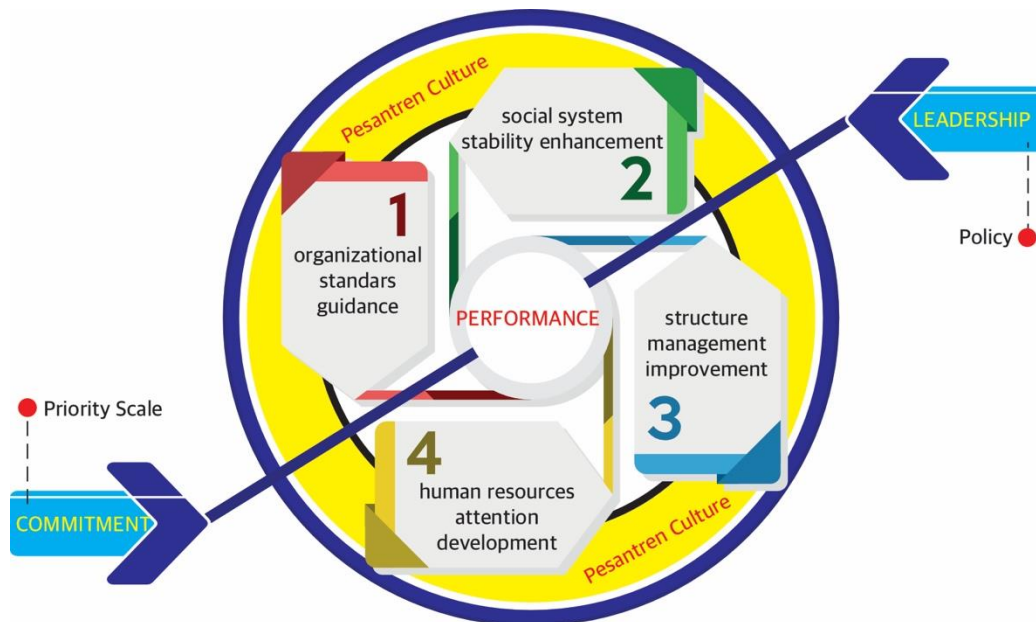 Pesantren Culture
social system
stability enhancement
2
LEADERSHIP
1
organizational
standars
guidance
Policy
PERFORMANCE
structure
management
improvement
3
Priority Scale
4
human resources
attention
development
COMMITMENT
Pesantren Culture